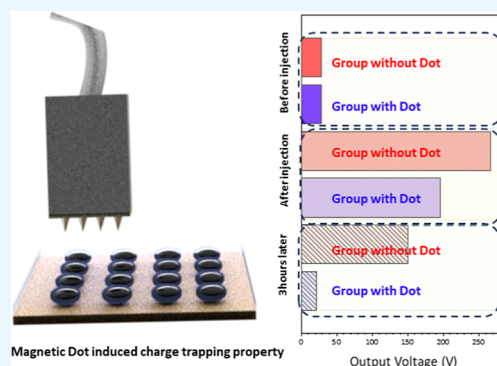 Before injection
Group without Dot
Group with Dot
After injection
Group without Dot
Group with Dot
3hours later
Group without Dot
Group with Dot
0 50 100 150 200 250
Output Voltage (V)
Magnetic Dot induced charge trapping property